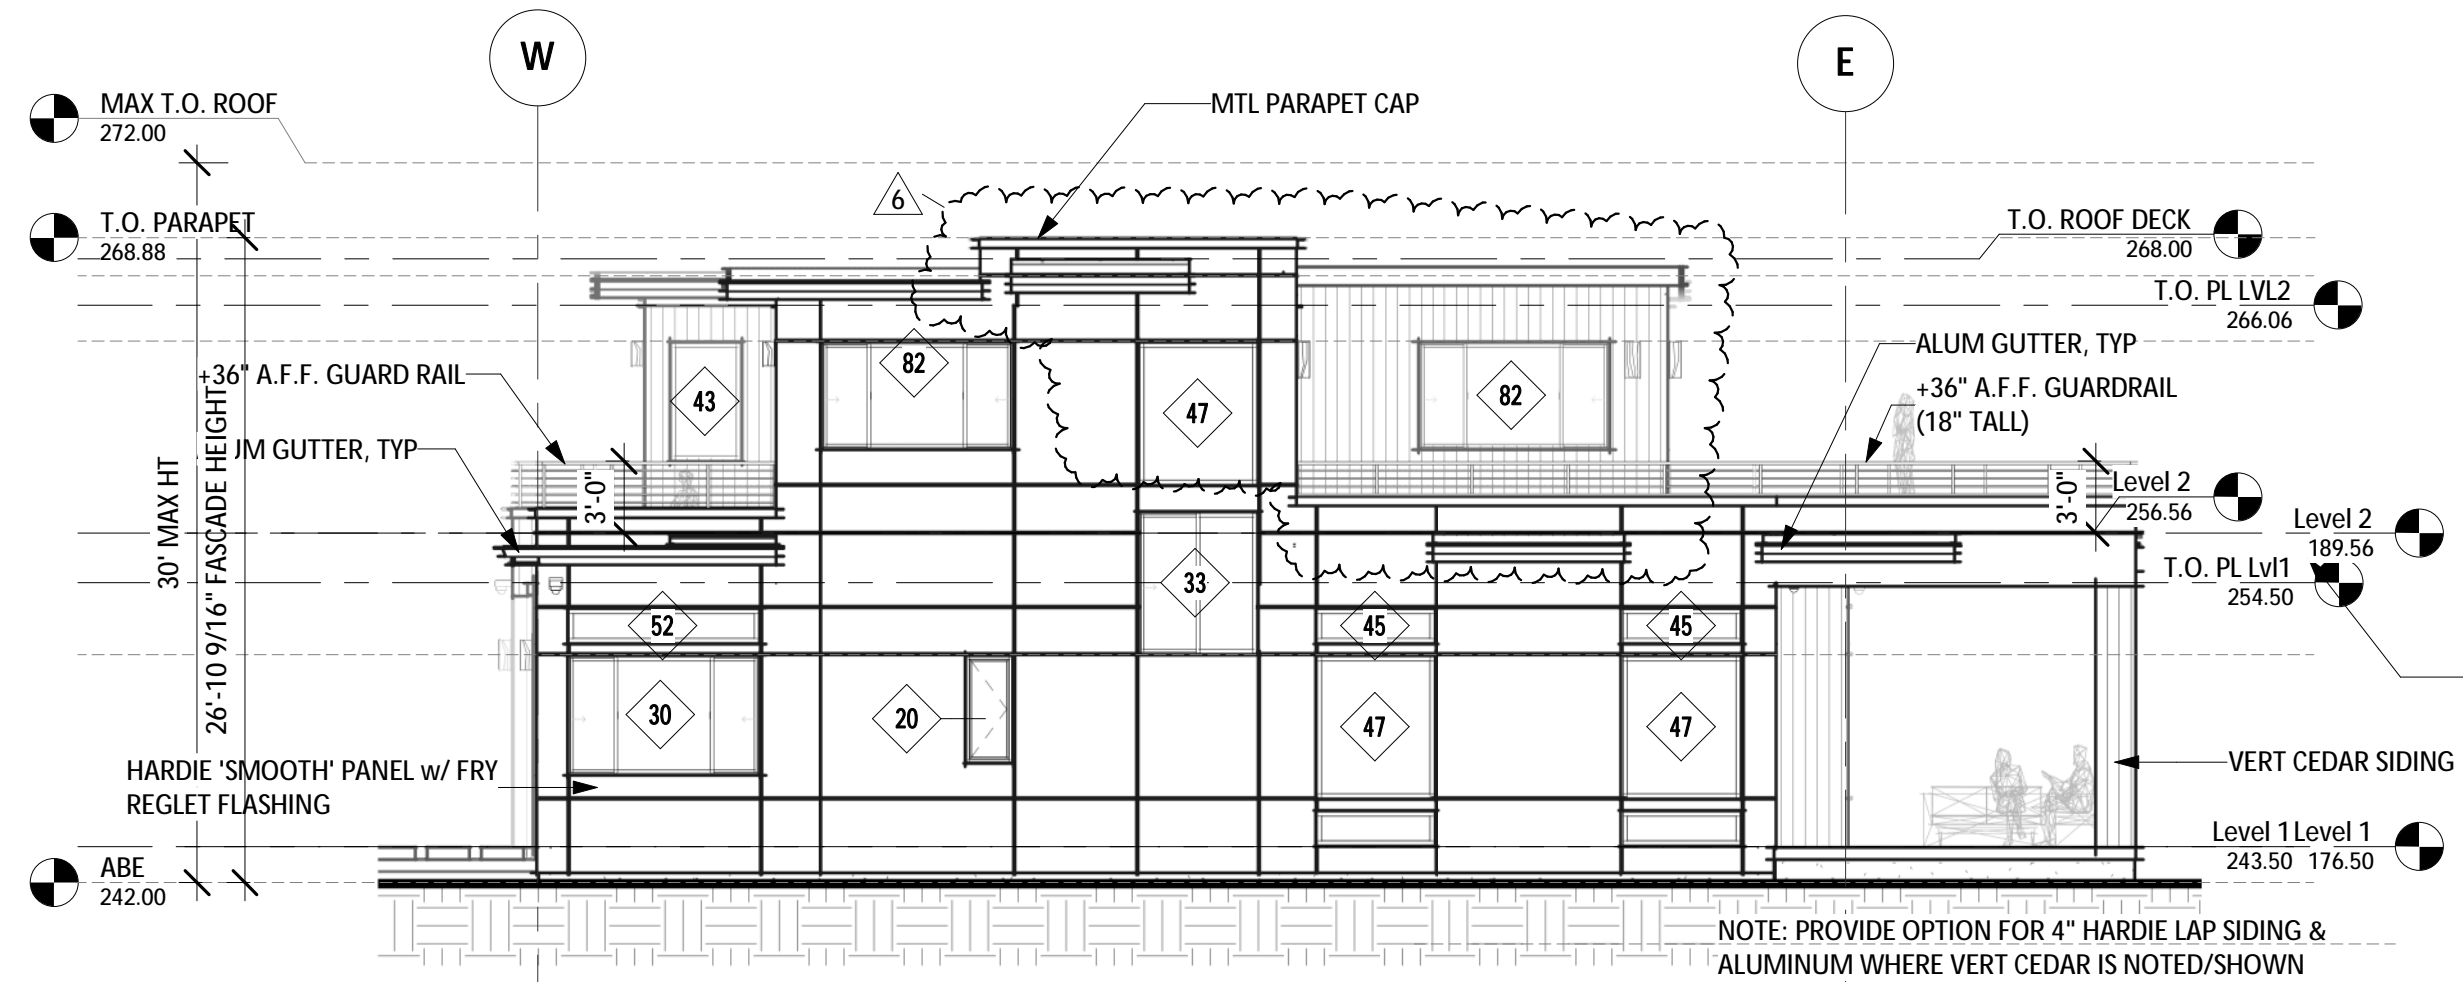 W
E
MAX T.O. ROOF
272.00
MTL PARAPET CAP
6
T.O. PARAPET
268.88
T.O. ROOF DECK
268.00
T.O. PL LVL2
266.06
+36" A.F.F. GUARD RAIL
ALUM GUTTER, TYP
+36" A.F.F. GUARDRAIL
(18" TALL)
43
82
47
82
UM GUTTER, TYP
30' MAX HT
26'-10 9/16" FASCADE HEIGHT
3'-0"
3'-0"
Level 2
256.56
Level 2
189.56
T.O. PL Lvl1
254.50
33
52
45
45
30
20
47
47
HARDIE 'SMOOTH' PANEL w/ FRY
REGLET FLASHING
VERT CEDAR SIDING
Level 1 Level 1
243.50 176.50
ABE
242.00
NOTE: PROVIDE OPTION FOR 4" HARDIE LAP SIDING &
ALUMINUM WHERE VERT CEDAR IS NOTED/SHOWN